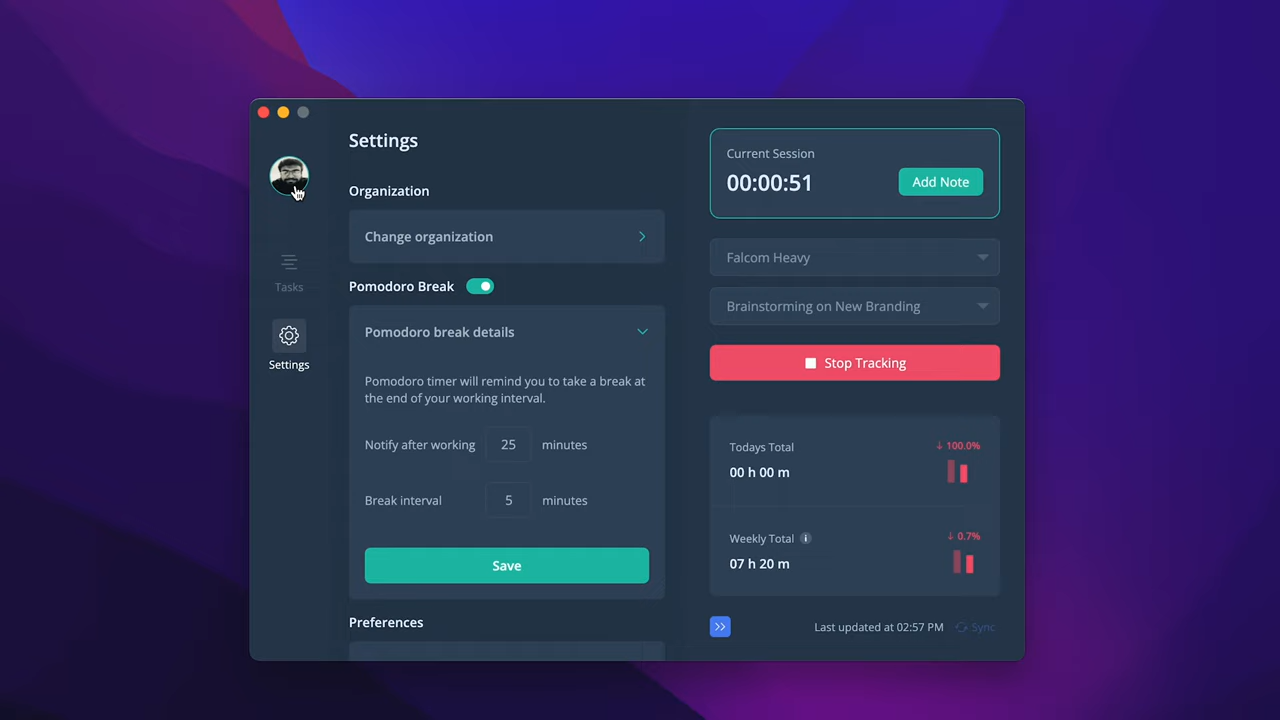 Settings
Organization
Change organization
Pomodoro Break
Pomodoro break details
Pomodoro timer will remind you to take a break at
the end of your working interval.
Notify after working 25 minutes
Break interval 5 minutes
Save
Preferences
Tasks
Settings
Current Session
00:00:51
Add Note
Falcom Heavy
Brainstorming on New Branding
Stop Tracking
Todays Total
↓ 100.0%
00 h 00 m
Weekly Total i
↓ 0.7%
07 h 20 m
Last updated at 02:57 PM
Sync